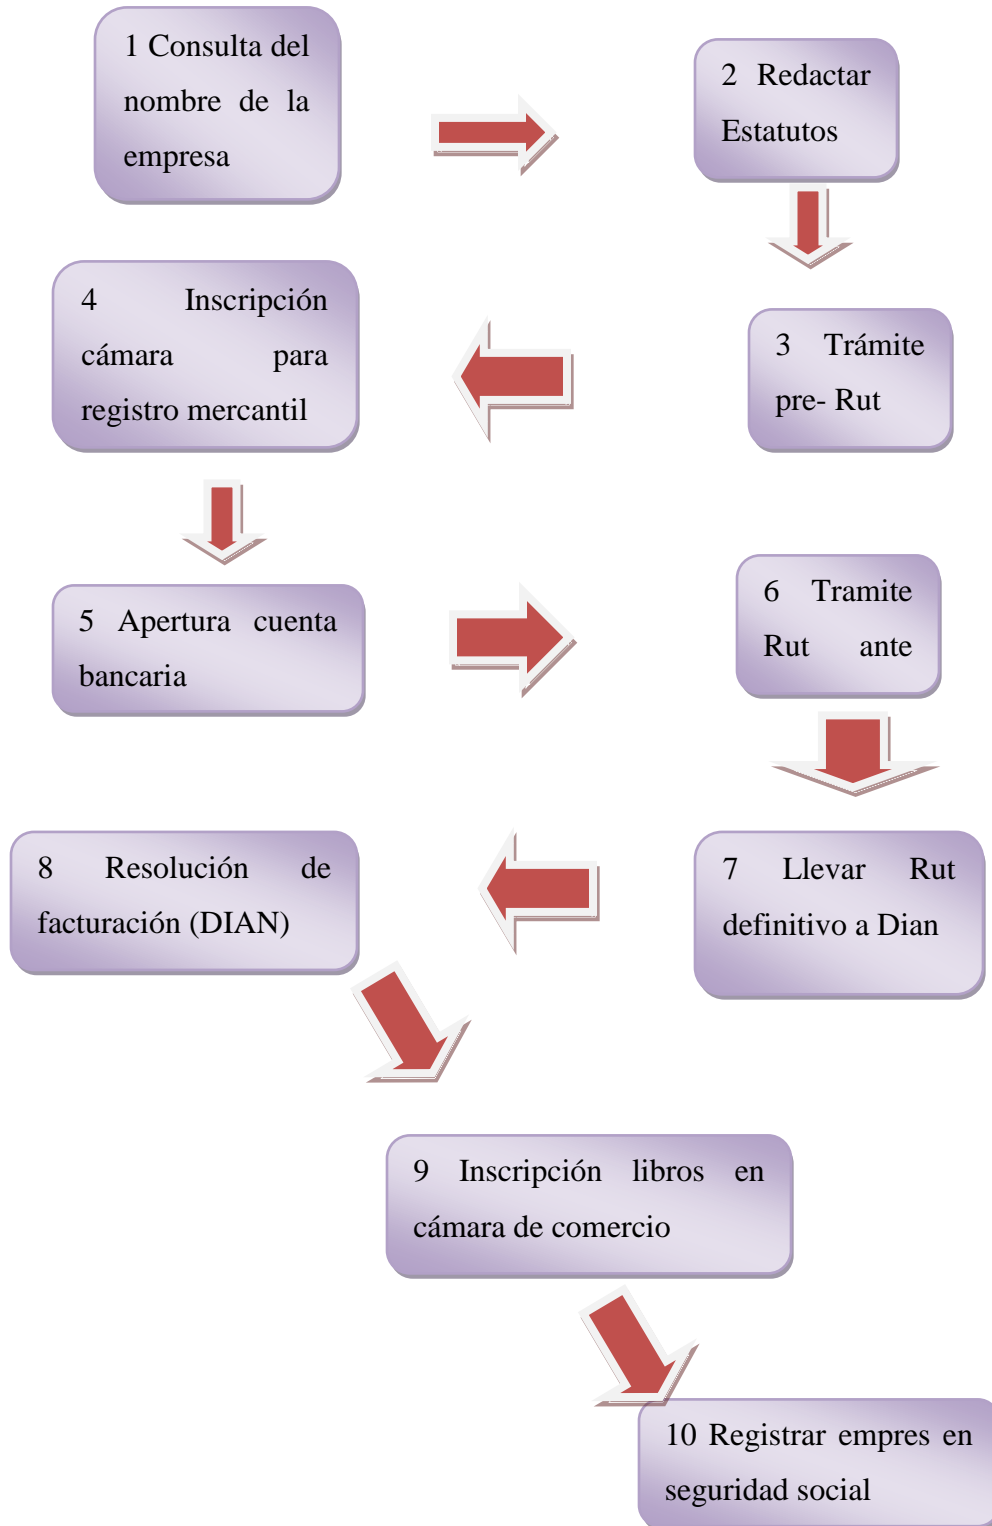 1 Consulta del
nombre de la
empresa
2 Redactar
Estatutos
3 Trámite
pre- Rut
4 Inscripción
cámara para
registro mercantil
5 Apertura cuenta
bancaria
6 Tramite
Rut ante
7 Llevar Rut
definitivo a Dian
8 Resolución de
facturación (DIAN)
9 Inscripción libros en
cámara de comercio
10 Registrar empres en
seguridad social